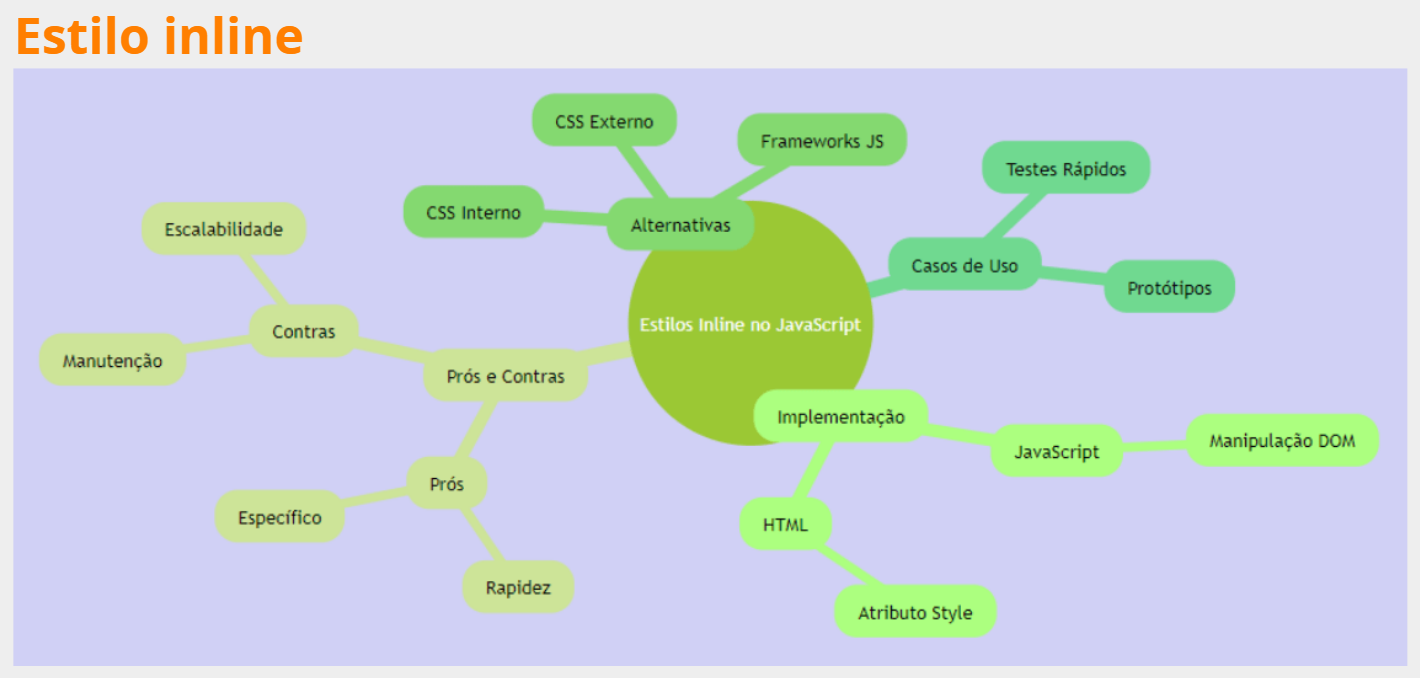 Estilo inline
CSS Externo
Frameworks JS
Testes Rápidos
CSS Interno
Alternativas
Escalabilidade
Casos de Uso
Protótipos
Estilos Inline no JavaScript
Contras
Manutenção
Prós e Contras
Implementação
JavaScript
Manipulação DOM
Prós
Específico
HTML
Rapidez
Atributo Style